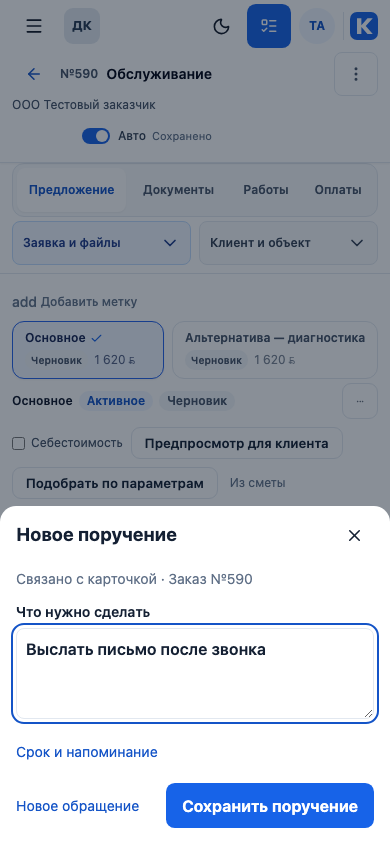 ДК
ТА
K
№590 Обслуживание
ООО Тестовый заказчик
Авто Сохранено
Предложение Документы Работы Оплаты
Заявка и файлы Клиент и объект
add Добавить метку
Основное Альтернатива — диагностика
Черновик 1 620 Черновик 1 620
Основное Активное Черновик ...
Себестоимость Предпросмотр для клиента
Подобрать по параметрам Из сметы
Новое поручение
Связано с карточкой · Заказ №590
Что нужно сделать
Выслать письмо после звонка
Срок и напоминание
Новое обращение Сохранить поручение